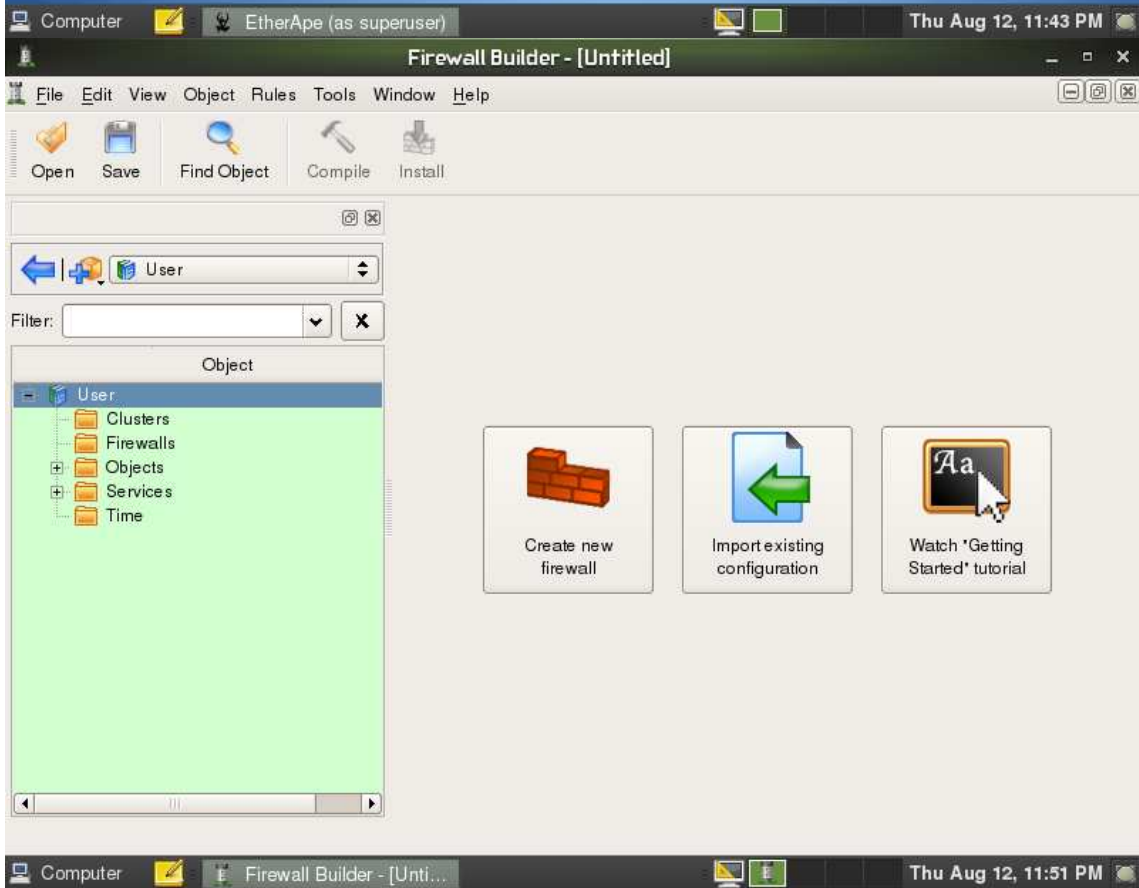 Computer
EtherApe (as superuser)
Thu Aug 12, 11:43 PM
Firewall Builder - [Untitled]
File Edit View Object Rules Tools Window Help
Open Save Find Object Compile Install
User
Filter:
Object
User
Clusters
Firewalls
Objects
Services
Time
Create new
firewall
Import existing
configuration
Aa
Watch "Getting
Started" tutorial
Computer
Firewall Builder - [Unti...
Thu Aug 12, 11:51 PM